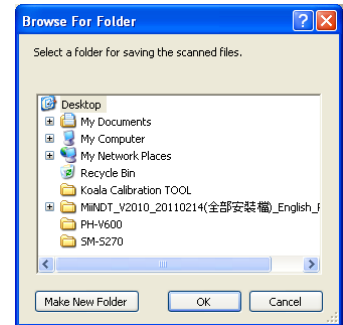 Browse For Folder
Select a folder for saving the scanned files.
Desktop
My Documents
My Computer
My Network Places
Recycle Bin
Koala Calibration TOOL
MiiNDT_V2010_20110214(全部安裝檔)_English_F
PH-V600
SM-S270
Make New Folder
OK
Cancel